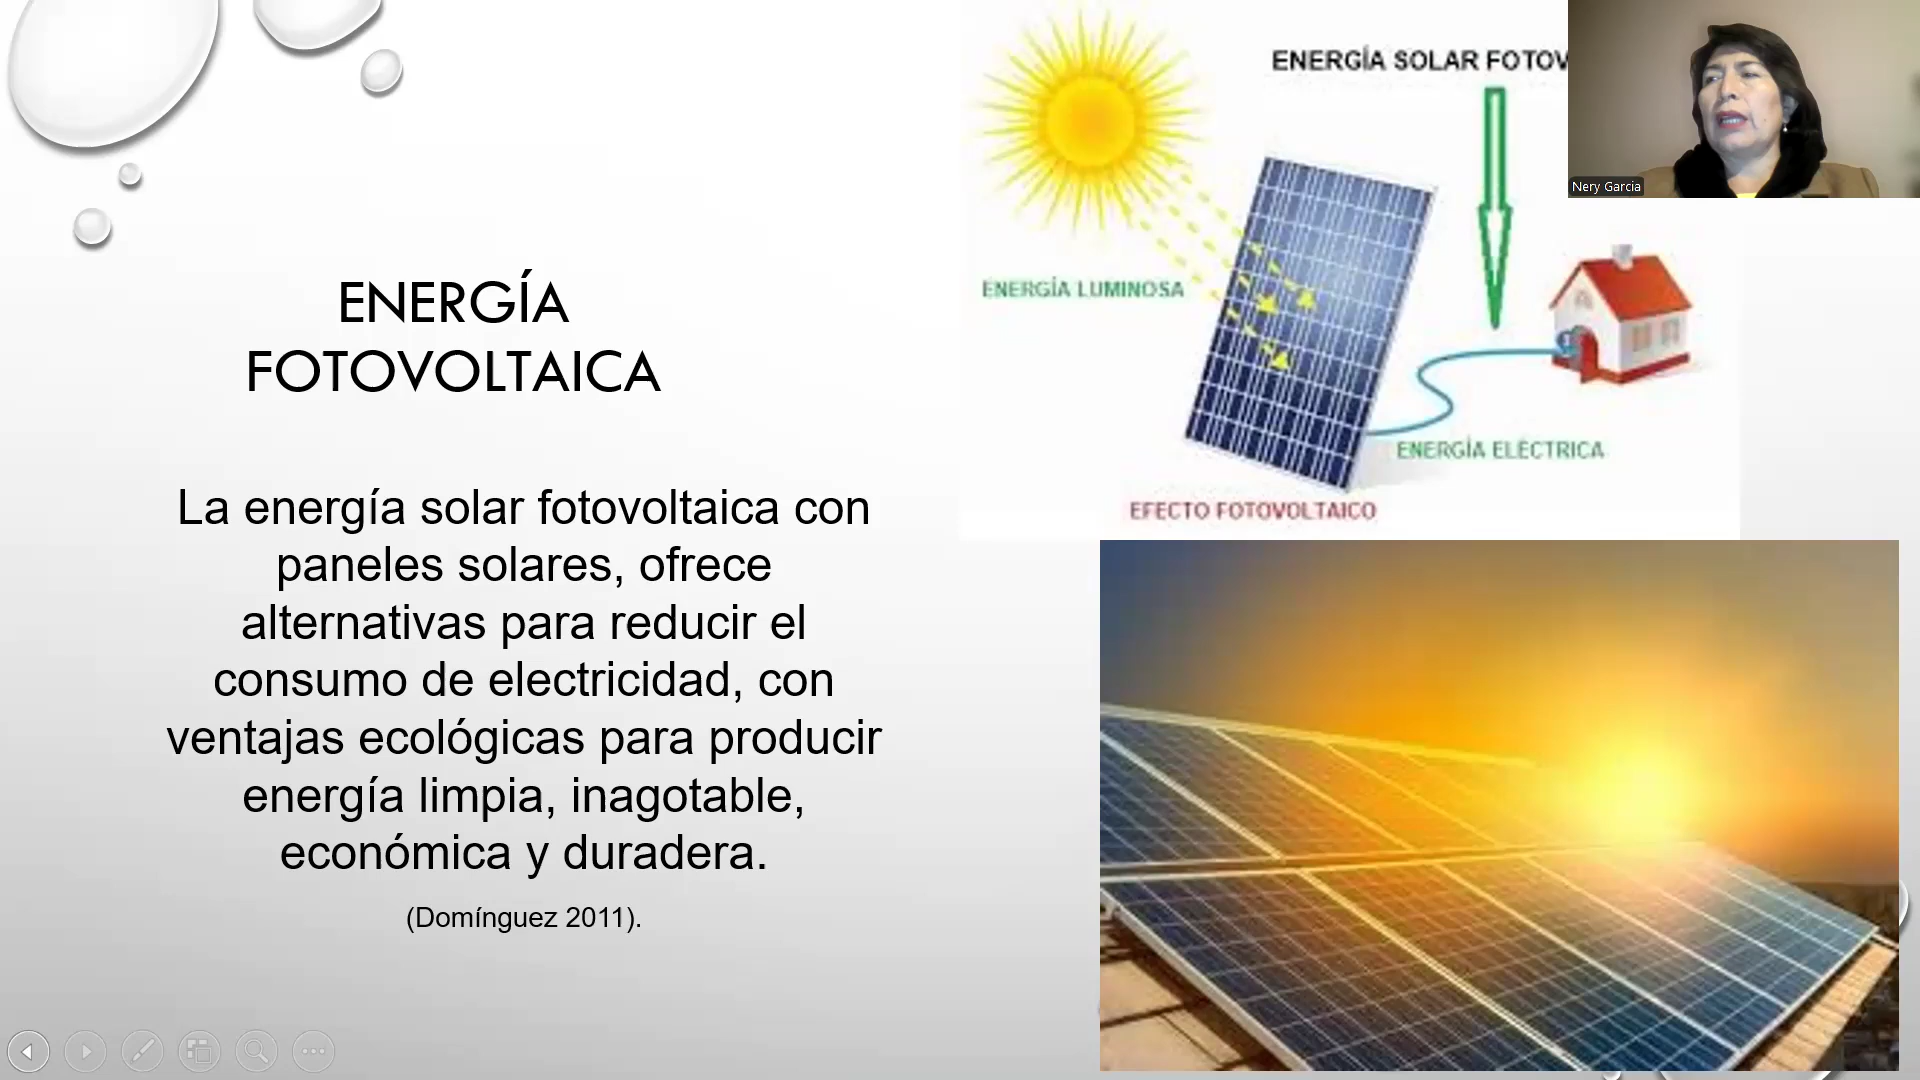 ENERGÍA
FOTOVOLTAICA
La energía solar fotovoltaica con
paneles solares, ofrece
alternativas para reducir el
consumo de electricidad, con
ventajas ecológicas para producir
energía limpia, inagotable,
económica y duradera.
(Domínguez 2011).
ENERGÍA SOLAR FOTOV
ENERGÍA LUMINOSA
ENERGÍA ELÉCTRICA
EFECTO FOTOVOLTAICO
Nery Garcia